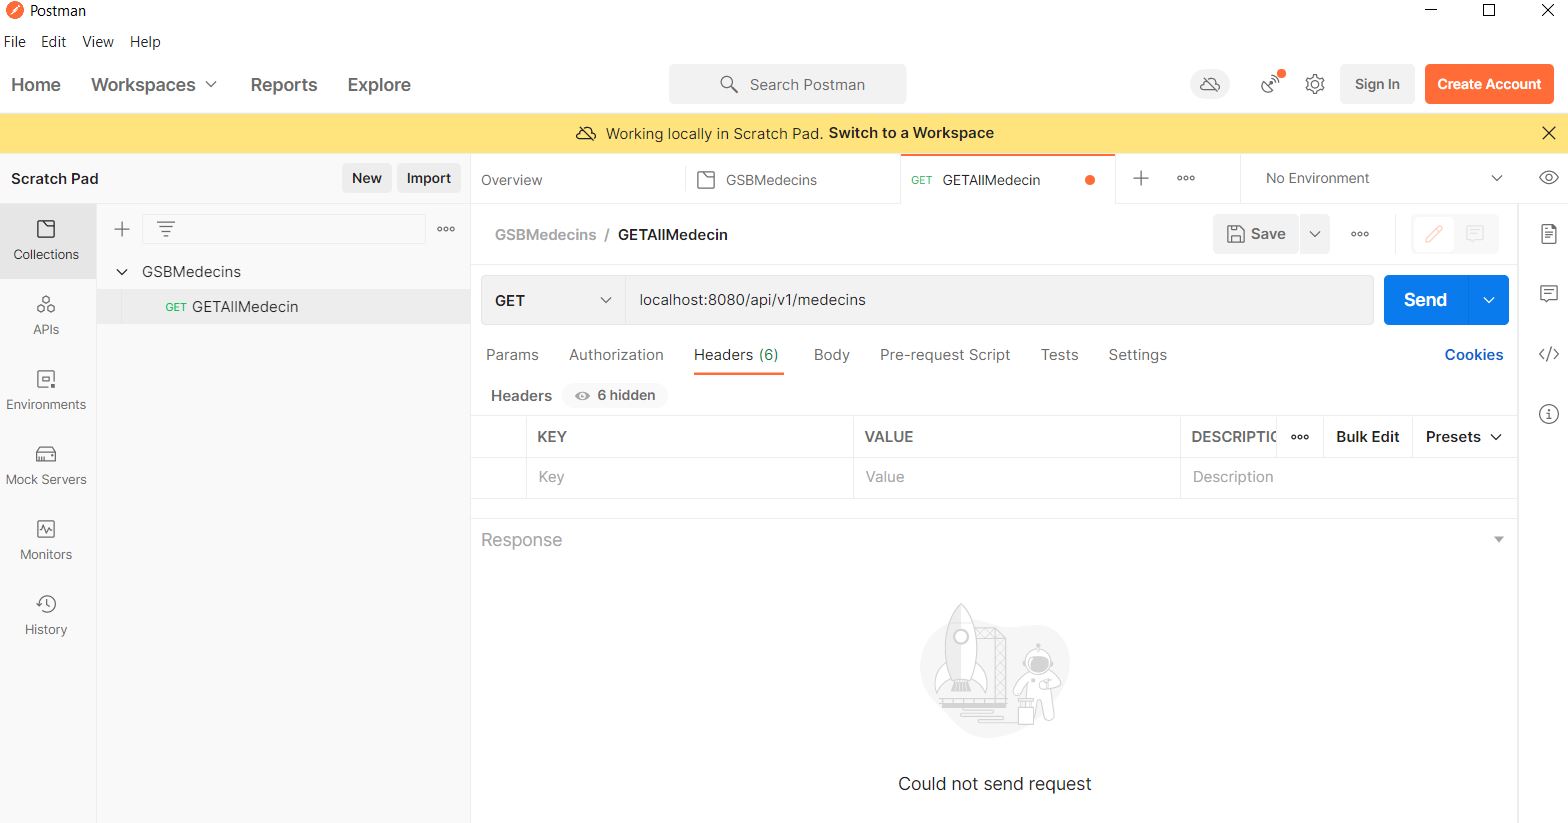 Postman
File Edit View Help
Home Workspaces Reports Explore Search Postman Sign In Create Account
Working locally in Scratch Pad. Switch to a Workspace
Scratch Pad New Import Overview GSBMedecins GET GETAllMedecin No Environment
Collections
GSBMedecins / GETAllMedecin Save
GSBMedecins
GET GETAllMedecin
GET localhost:8080/api/v1/medecins Send
APIs
Params Authorization Headers (6) Body Pre-request Script Tests Settings Cookies
Environments
Headers 6 hidden
KEY VALUE DESCRIPTIO Bulk Edit Presets
Key Value Description
Mock Servers
Response
Monitors
History
Could not send request